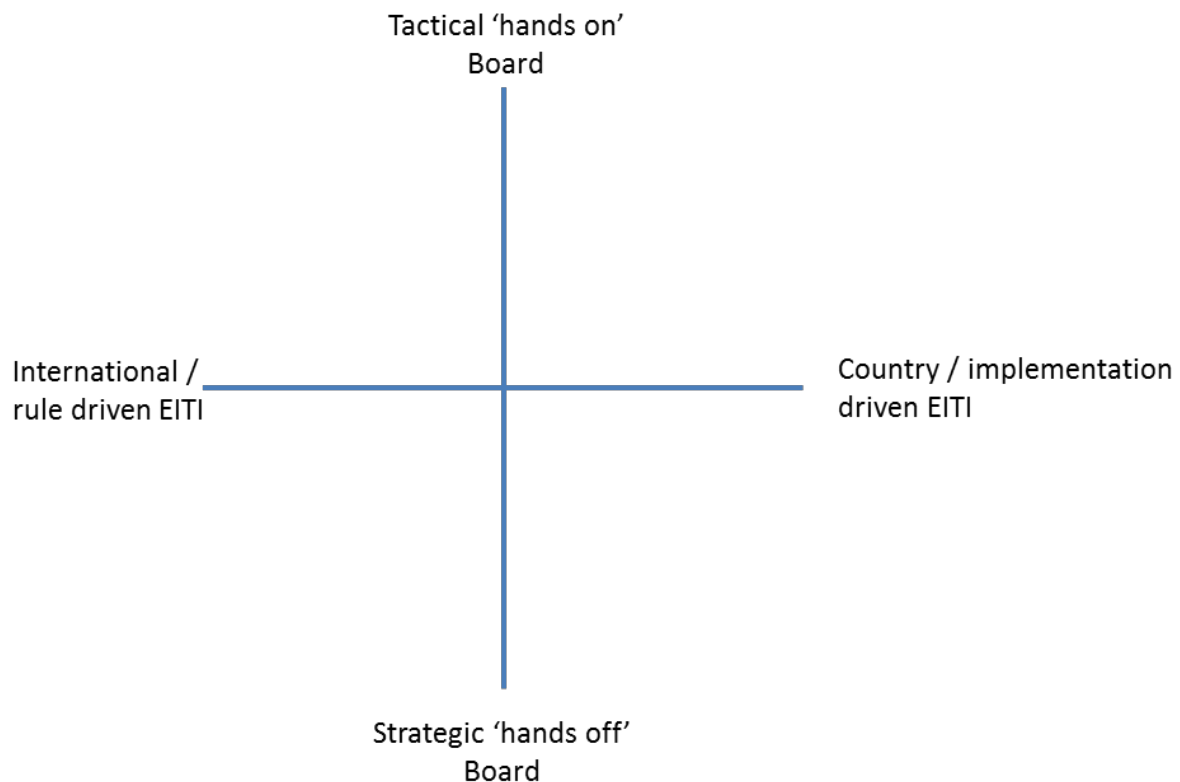 Tactical ‘hands on’
Board
International /
rule driven EITI
Country / implementation
driven EITI
Strategic ‘hands off’
Board